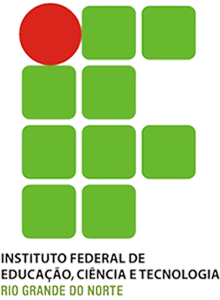 INSTITUTO FEDERAL DE
EDUCAÇÃO, CIÊNCIA E TECNOLOGIA
RIO GRANDE DO NORTE